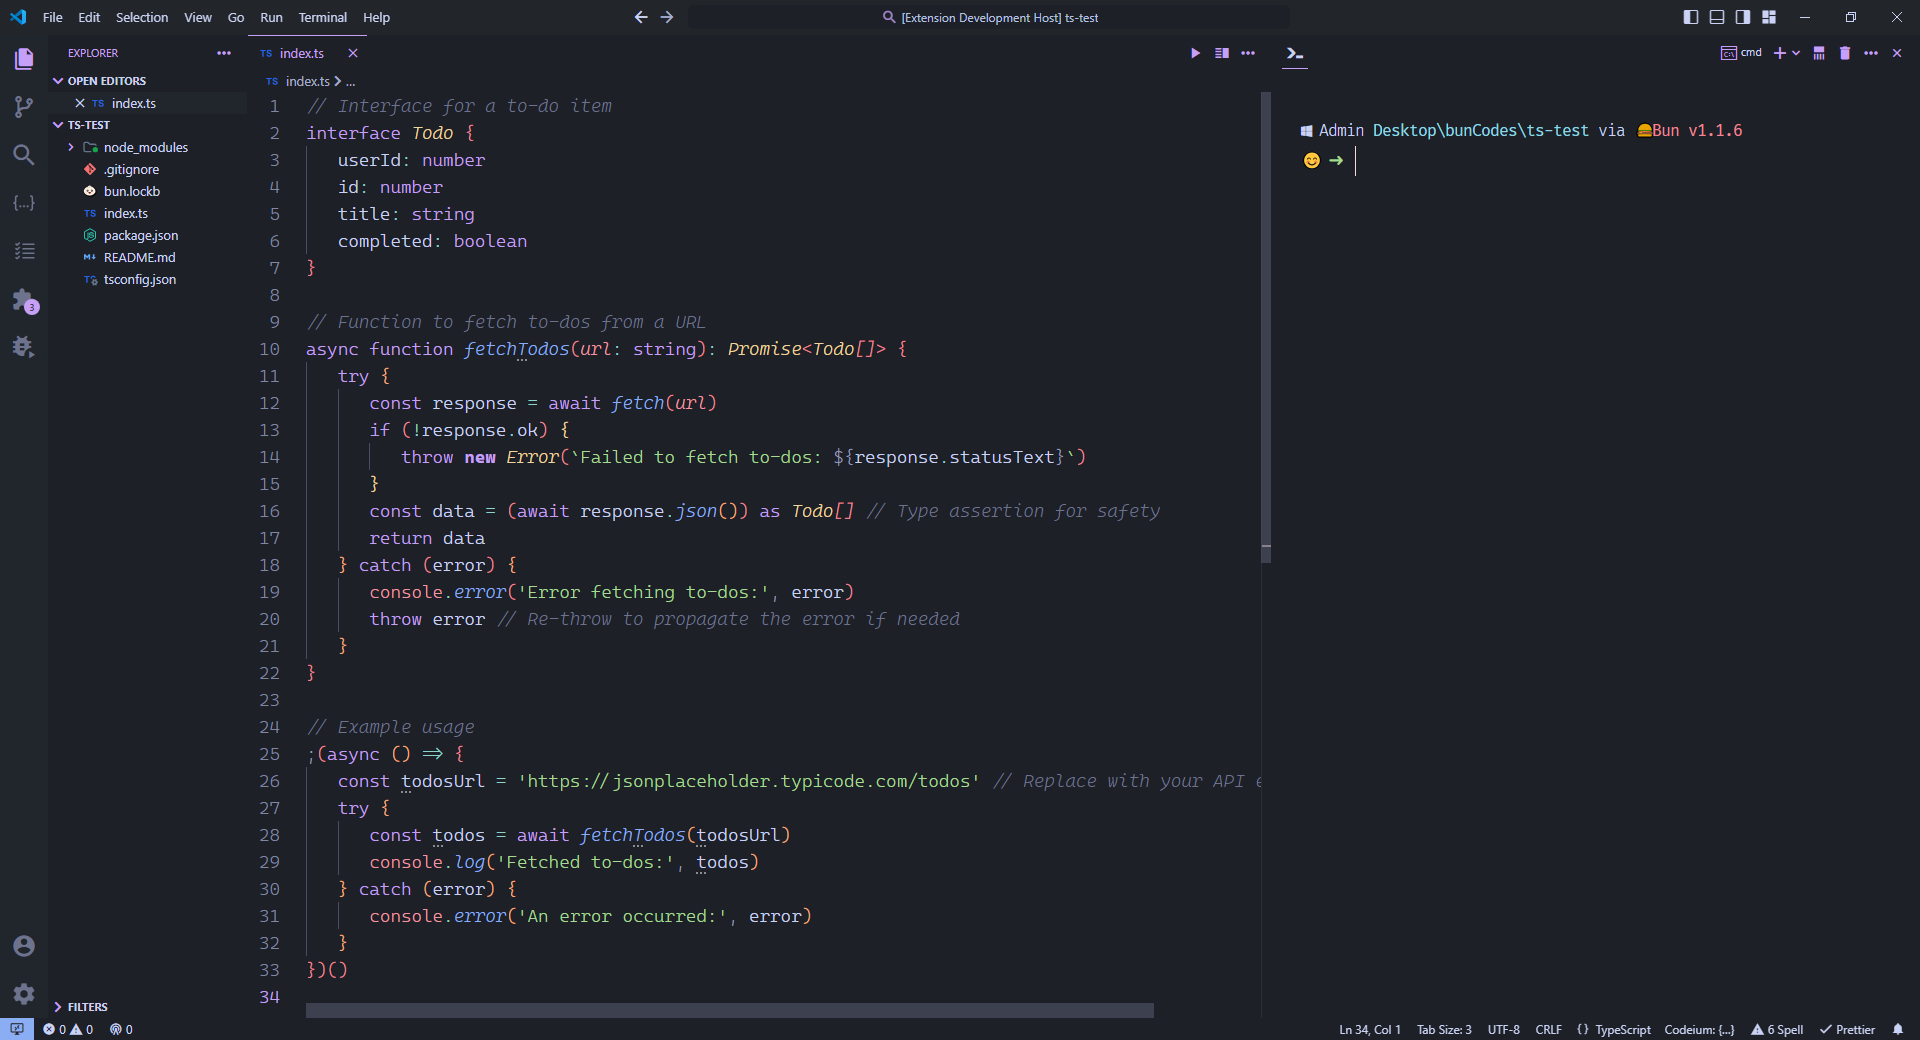 File Edit Selection View Go Run Terminal Help
[Extension Development Host] ts-test
EXPLORER
OPEN EDITORS
TS index.ts
TS-TEST
node_modules
.gitignore
bun.lockb
TS index.ts
package.json
README.md
tsconfig.json
FILTERS
{...}
3
TS index.ts
TS index.ts > ...
1 // Interface for a to-do item
2 interface Todo {
3 userId: number
4 id: number
5 title: string
6 completed: boolean
7 }
8
9 // Function to fetch to-dos from a URL
10 async function fetchTodos(url: string): Promise<Todo[]> {
11 try {
12 const response = await fetch(url)
13 if (!response.ok) {
14 throw new Error(`Failed to fetch to-dos: ${response.statusText}`)
15 }
16 const data = (await response.json()) as Todo[] // Type assertion for safety
17 return data
18 } catch (error) {
19 console.error('Error fetching to-dos:', error)
20 throw error // Re-throw to propagate the error if needed
21 }
22 }
23
24 // Example usage
25 ;(async () => {
26 const todosUrl = 'https://jsonplaceholder.typicode.com/todos' // Replace with your API e
27 try {
28 const todos = await fetchTodos(todosUrl)
29 console.log('Fetched to-dos:', todos)
30 } catch (error) {
31 console.error('An error occurred:', error)
32 }
33 })()
34
cmd
Admin Desktop\bunCodes\ts-test via 🍔Bun v1.1.6
😊 ➜
0 0 0
Ln 34, Col 1 Tab Size: 3 UTF-8 CRLF {} TypeScript Codeium: {...} 6 Spell Prettier